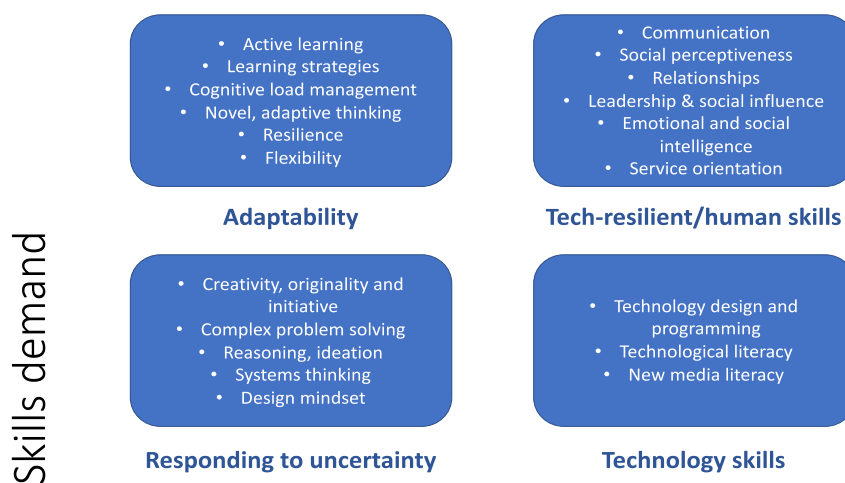 Skills demand
• Active learning
• Learning strategies
• Cognitive load management
• Novel, adaptive thinking
• Resilience
• Flexibility
Adaptability
• Communication
• Social perceptiveness
• Relationships
• Leadership & social influence
• Emotional and social
intelligence
• Service orientation
Tech-resilient/human skills
• Creativity, originality and
initiative
• Complex problem solving
• Reasoning, ideation
• Systems thinking
• Design mindset
Responding to uncertainty
• Technology design and
programming
• Technological literacy
• New media literacy
Technology skills